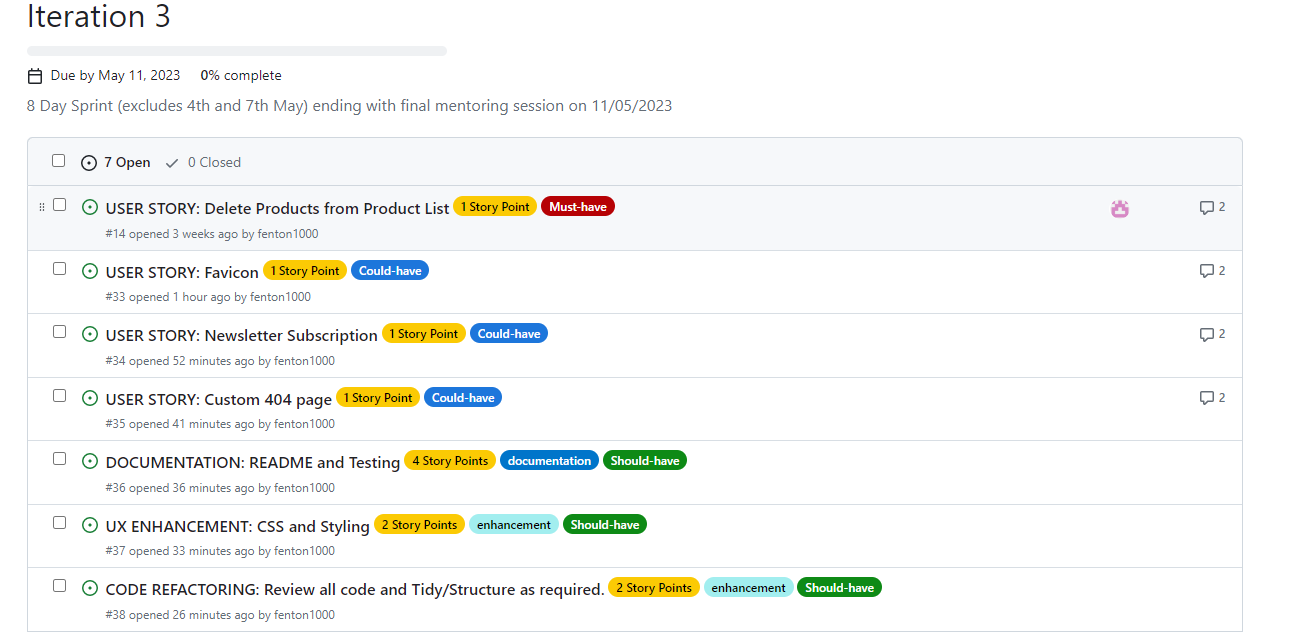 Iteration 3
Due by May 11, 2023 0% complete
8 Day Sprint (excludes 4th and 7th May) ending with final mentoring session on 11/05/2023
7 Open 0 Closed
USER STORY: Delete Products from Product List 1 Story Point Must-have 2
#14 opened 3 weeks ago by fenton1000
USER STORY: Favicon 1 Story Point Could-have 2
#33 opened 1 hour ago by fenton1000
USER STORY: Newsletter Subscription 1 Story Point Could-have 2
#34 opened 52 minutes ago by fenton1000
USER STORY: Custom 404 page 1 Story Point Could-have 2
#35 opened 41 minutes ago by fenton1000
DOCUMENTATION: README and Testing 4 Story Points documentation Should-have
#36 opened 36 minutes ago by fenton1000
UX ENHANCEMENT: CSS and Styling 2 Story Points enhancement Should-have
#37 opened 33 minutes ago by fenton1000
CODE REFACTORING: Review all code and Tidy/Structure as required. 2 Story Points enhancement Should-have
#38 opened 26 minutes ago by fenton1000